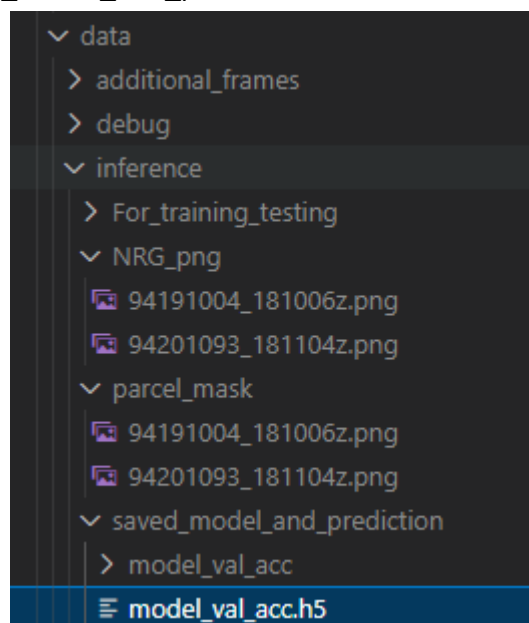 data
additional_frames
debug
inference
For_training_testing
NRG_png
94191004_181006z.png
94201093_181104z.png
parcel_mask
94191004_181006z.png
94201093_181104z.png
saved_model_and_prediction
model_val_acc
model_val_acc.h5